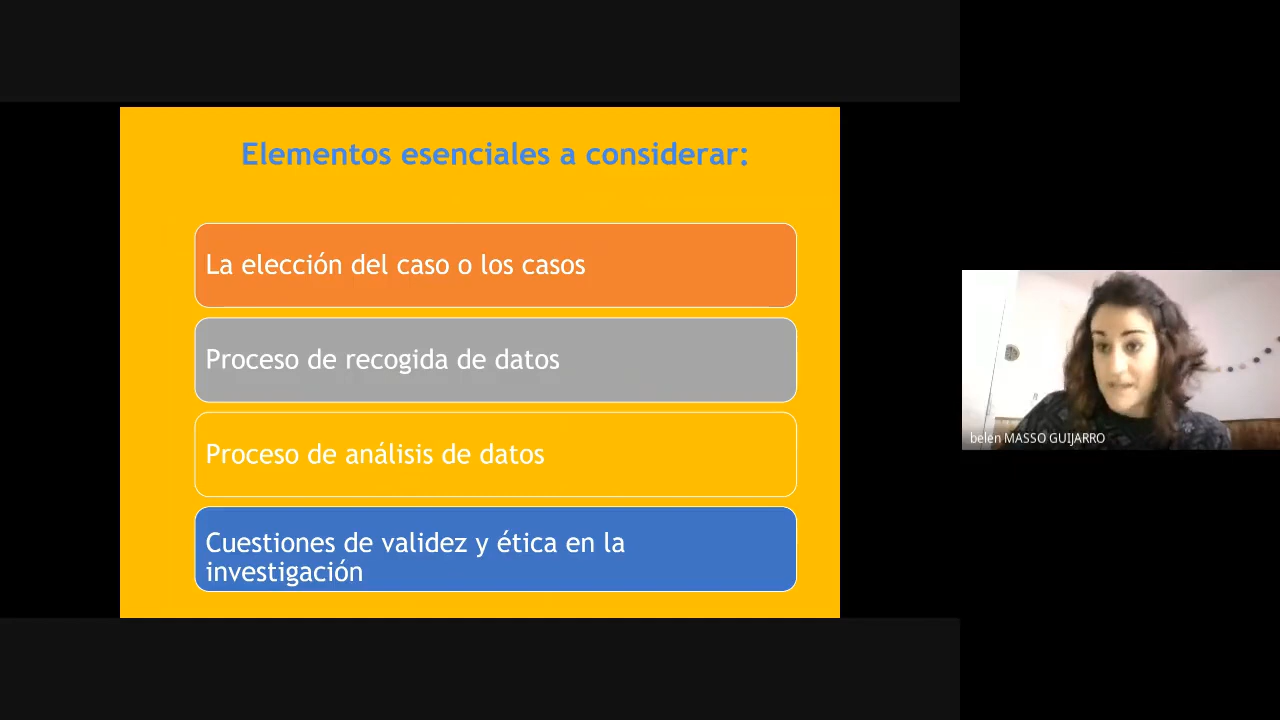 Elementos esenciales a considerar:
La elección del caso o los casos
Proceso de recogida de datos
Proceso de análisis de datos
Cuestiones de validez y ética en la
investigación
belen MASSO GUIJARRO